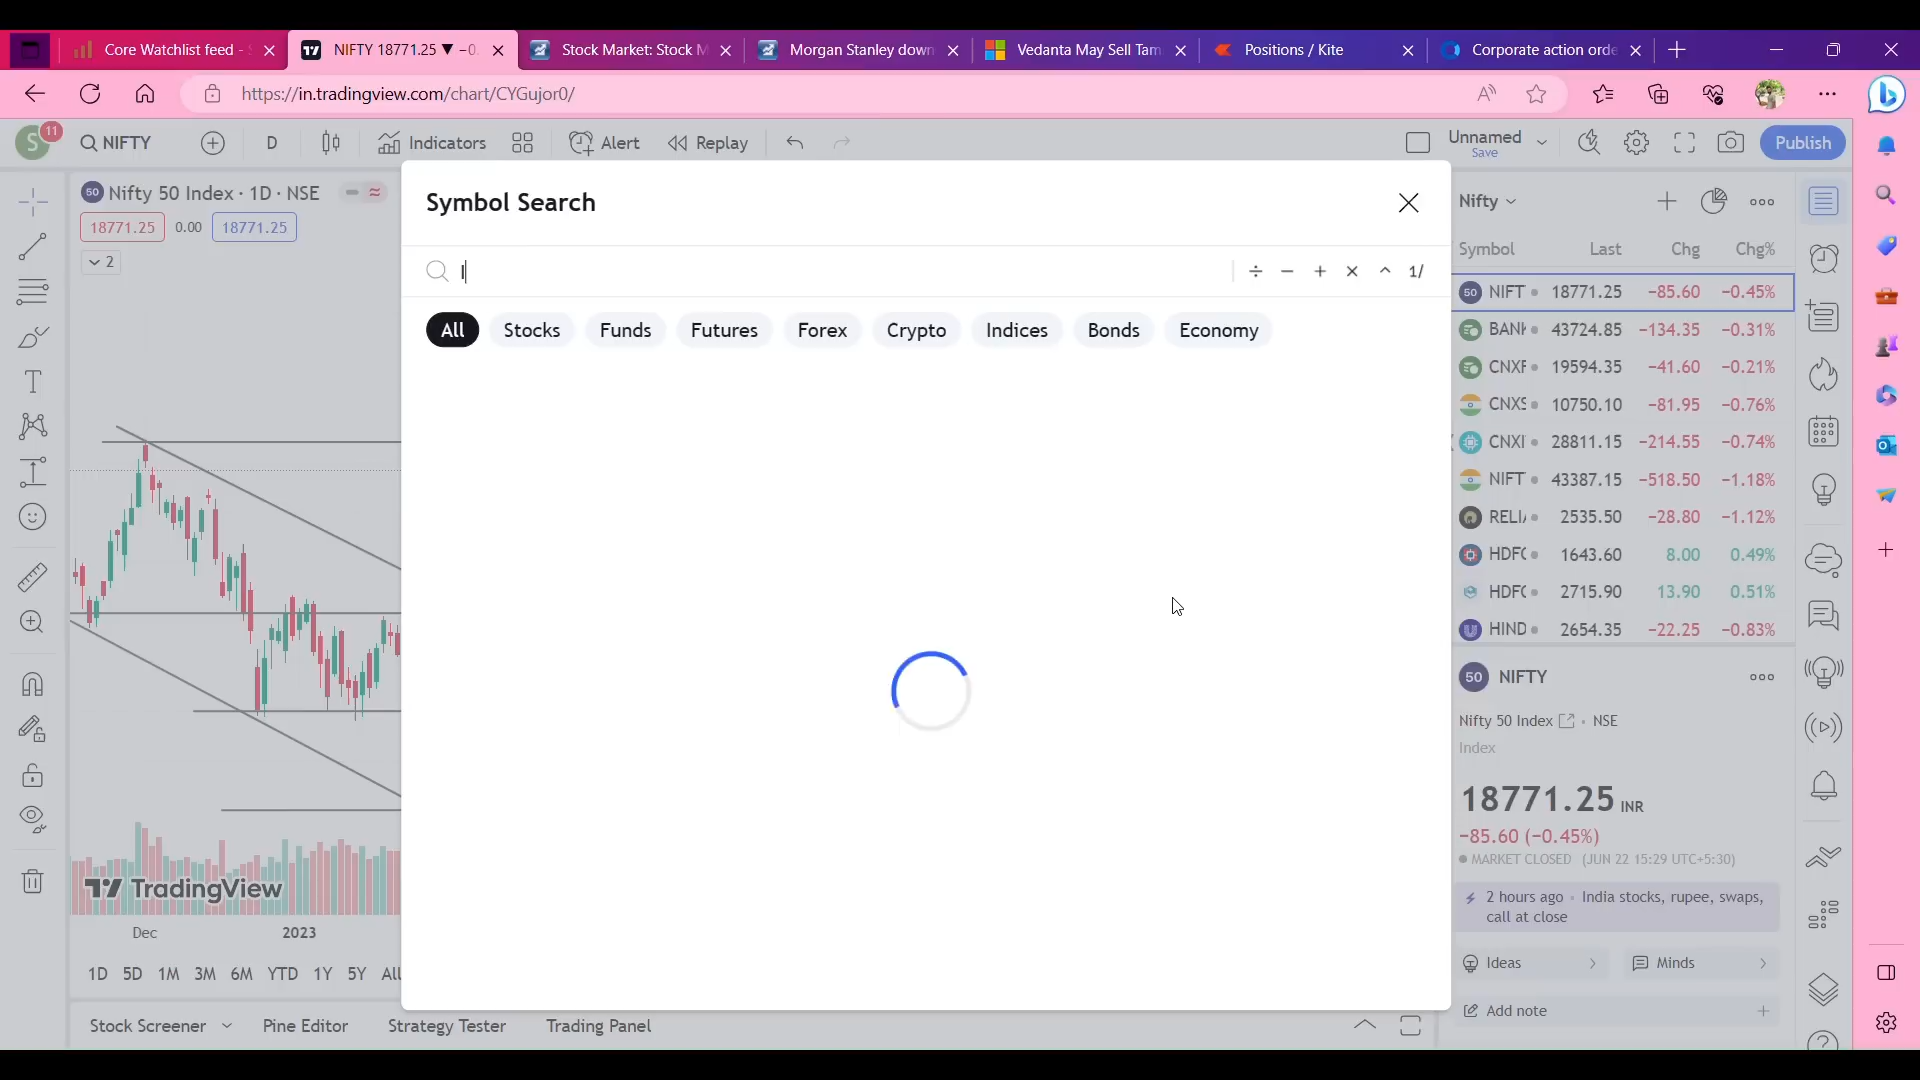 Core Watchlist feed -
NIFTY 18771.25 ▼ −0.
Stock Market: Stock M
Morgan Stanley down
Vedanta May Sell Tam
Positions / Kite
Corporate action orde
https://in.tradingview.com/chart/CYGujor0/
S
11
NIFTY
D
Indicators
Alert
Replay
Unnamed
Save
Publish
50 Nifty 50 Index · 1D · NSE
18771.25 0.00 18771.25
2
Symbol Search
I
÷ − + × ^ 1/
All Stocks Funds Futures Forex Crypto Indices Bonds Economy
Nifty
Symbol Last Chg Chg%
50 NIFT 18771.25 −85.60 −0.45%
BANK 43724.85 −134.35 −0.31%
CNXF 19594.35 −41.60 −0.21%
CNXS 10750.10 −81.95 −0.76%
CNXI 28811.15 −214.55 −0.74%
NIFT 43387.15 −518.50 −1.18%
RELI 2535.50 −28.80 −1.12%
HDFC 1643.60 8.00 0.49%
HDFC 2715.90 13.90 0.51%
HIND 2654.35 −22.25 −0.83%
50 NIFTY
Nifty 50 Index · NSE
Index
18771.25 INR
−85.60 (−0.45%)
MARKET CLOSED (JUN 22 15:29 UTC+5:30)
2 hours ago · India stocks, rupee, swaps,
call at close
Ideas
Minds
Add note
TradingView
Dec 2023
1D 5D 1M 3M 6M YTD 1Y 5Y All
Stock Screener Pine Editor Strategy Tester Trading Panel